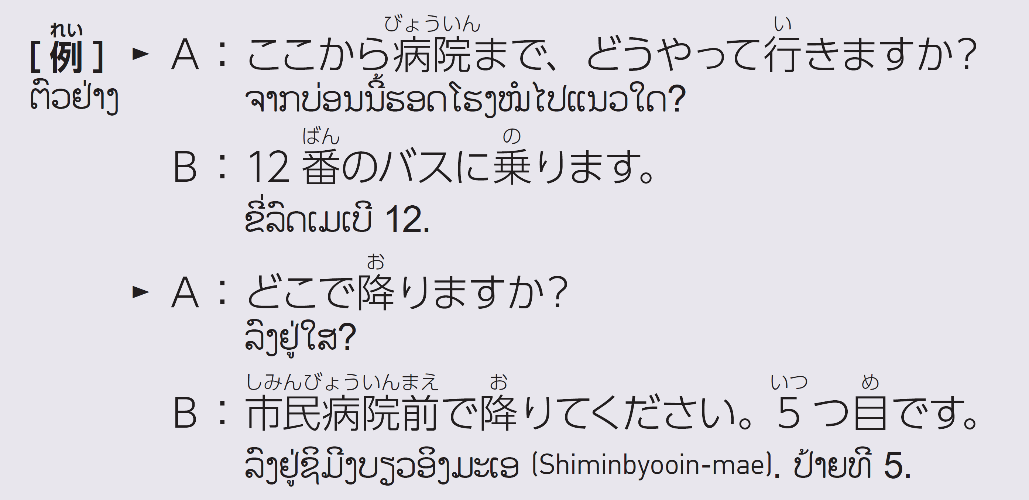 れい
[例] ► A：ここから病院まで、どうやって行きますか？
びょういん い
ຕົວຢ່າງ ຈາກບ່ອນນີ້ຮອດໂຮງໝໍໄປແນວໃດ?
ばん の
B：12番のバスに乗ります。
ຂີ່ລົດເມເບີ 12.
お
► A：どこで降りますか？
ລົງຢູ່ໃສ?
しみんびょういんまえ お いつ め
B：市民病院前で降りてください。5つ目です。
ລົງຢູ່ຊິມິງບຽວອິງມະເອ (Shiminbyooin-mae). ປ້າຍທີ 5.